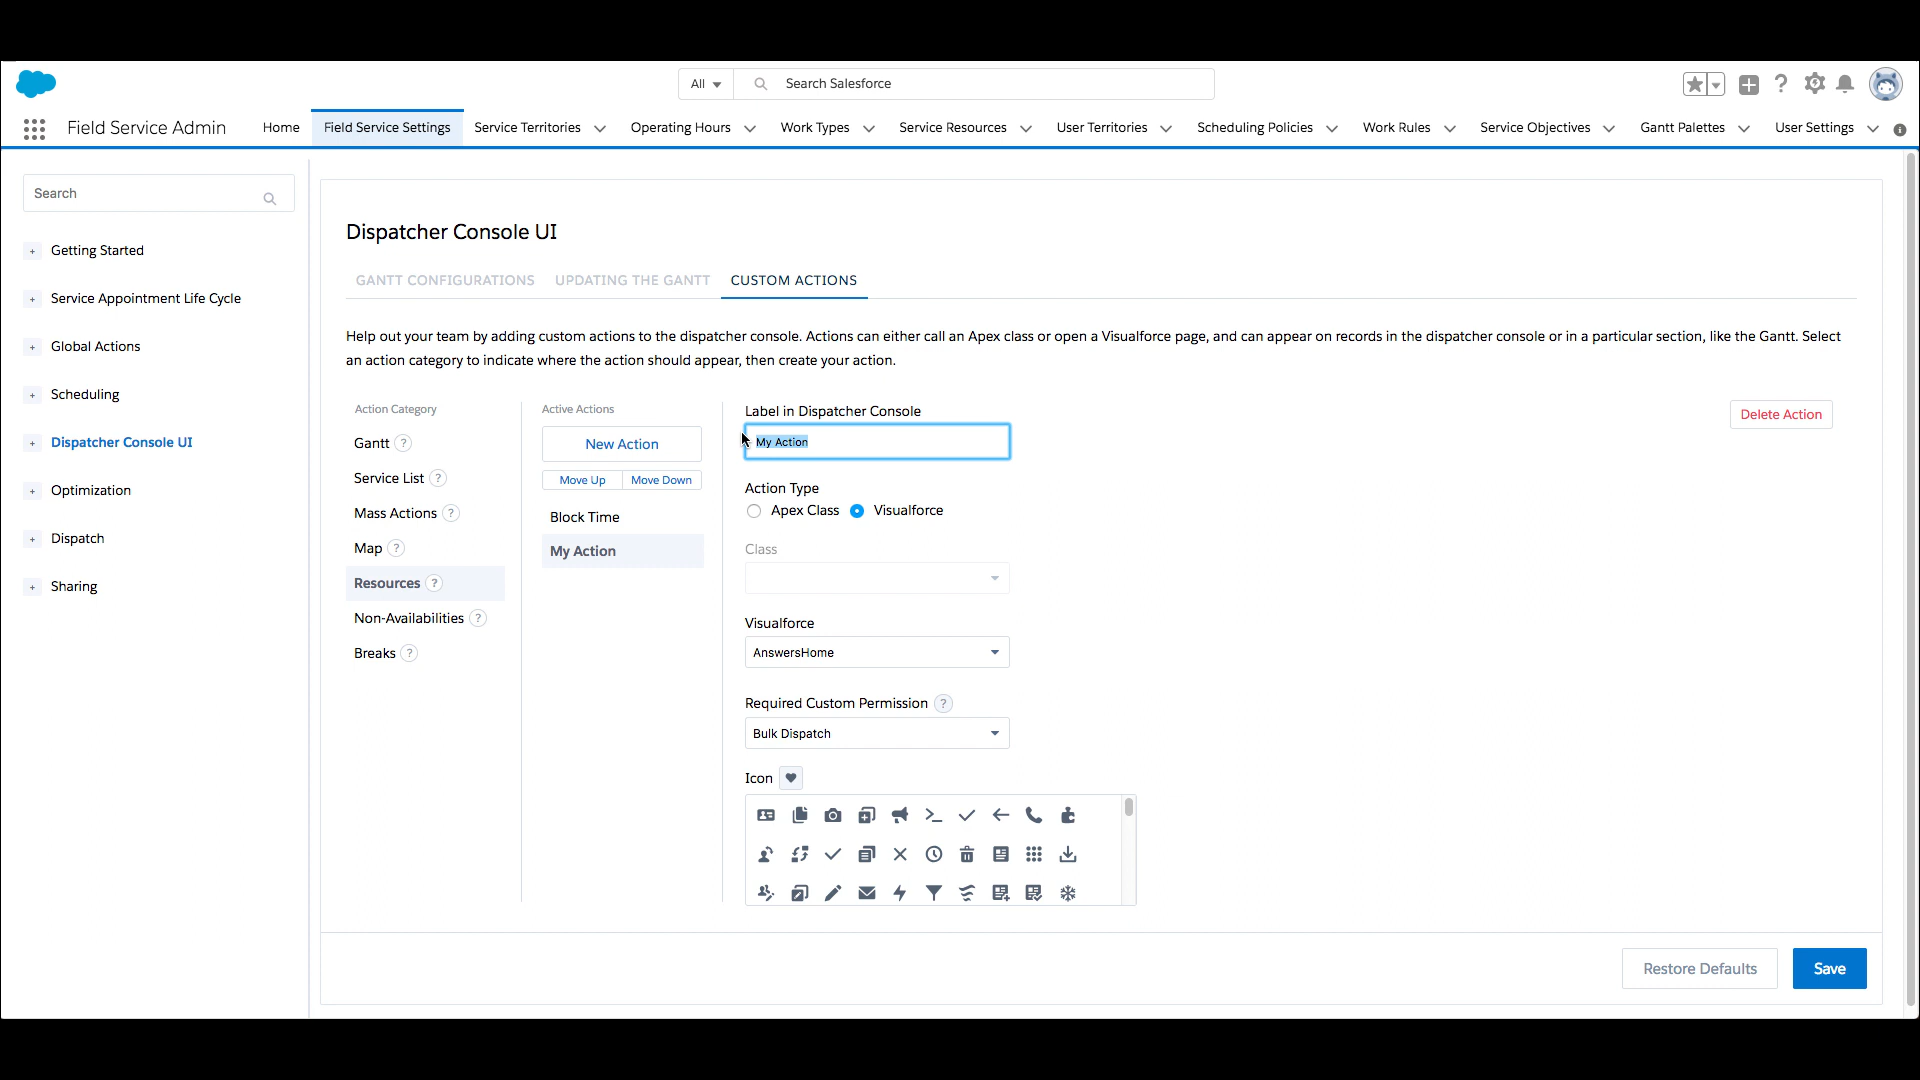 All
Search Salesforce
Field Service Admin
Home
Field Service Settings
Service Territories
Operating Hours
Work Types
Service Resources
User Territories
Scheduling Policies
Work Rules
Service Objectives
Gantt Palettes
User Settings
Search
Getting Started
Service Appointment Life Cycle
Global Actions
Scheduling
Dispatcher Console UI
Optimization
Dispatch
Sharing
Dispatcher Console UI
GANTT CONFIGURATIONS
UPDATING THE GANTT
CUSTOM ACTIONS
Help out your team by adding custom actions to the dispatcher console. Actions can either call an Apex class or open a Visualforce page, and can appear on records in the dispatcher console or in a particular section, like the Gantt. Select
an action category to indicate where the action should appear, then create your action.
Action Category
Gantt ?
Service List ?
Mass Actions ?
Map ?
Resources ?
Non-Availabilities ?
Breaks ?
Active Actions
New Action
Move Up
Move Down
Block Time
My Action
Label in Dispatcher Console
My Action
Delete Action
Action Type
Apex Class
Visualforce
Class
Visualforce
AnswersHome
Required Custom Permission ?
Bulk Dispatch
Icon
Restore Defaults
Save